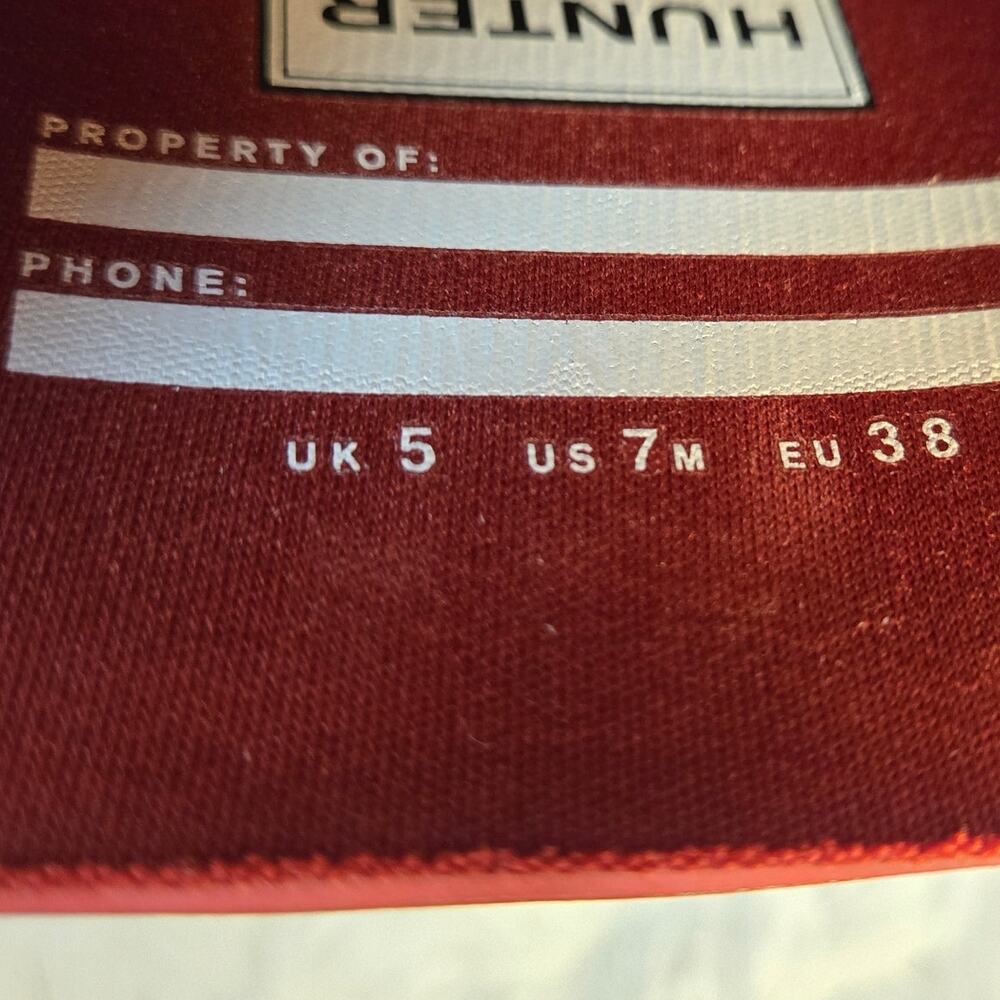 HUNTER
PROPERTY OF:
PHONE:
UK 5 US 7M EU 38